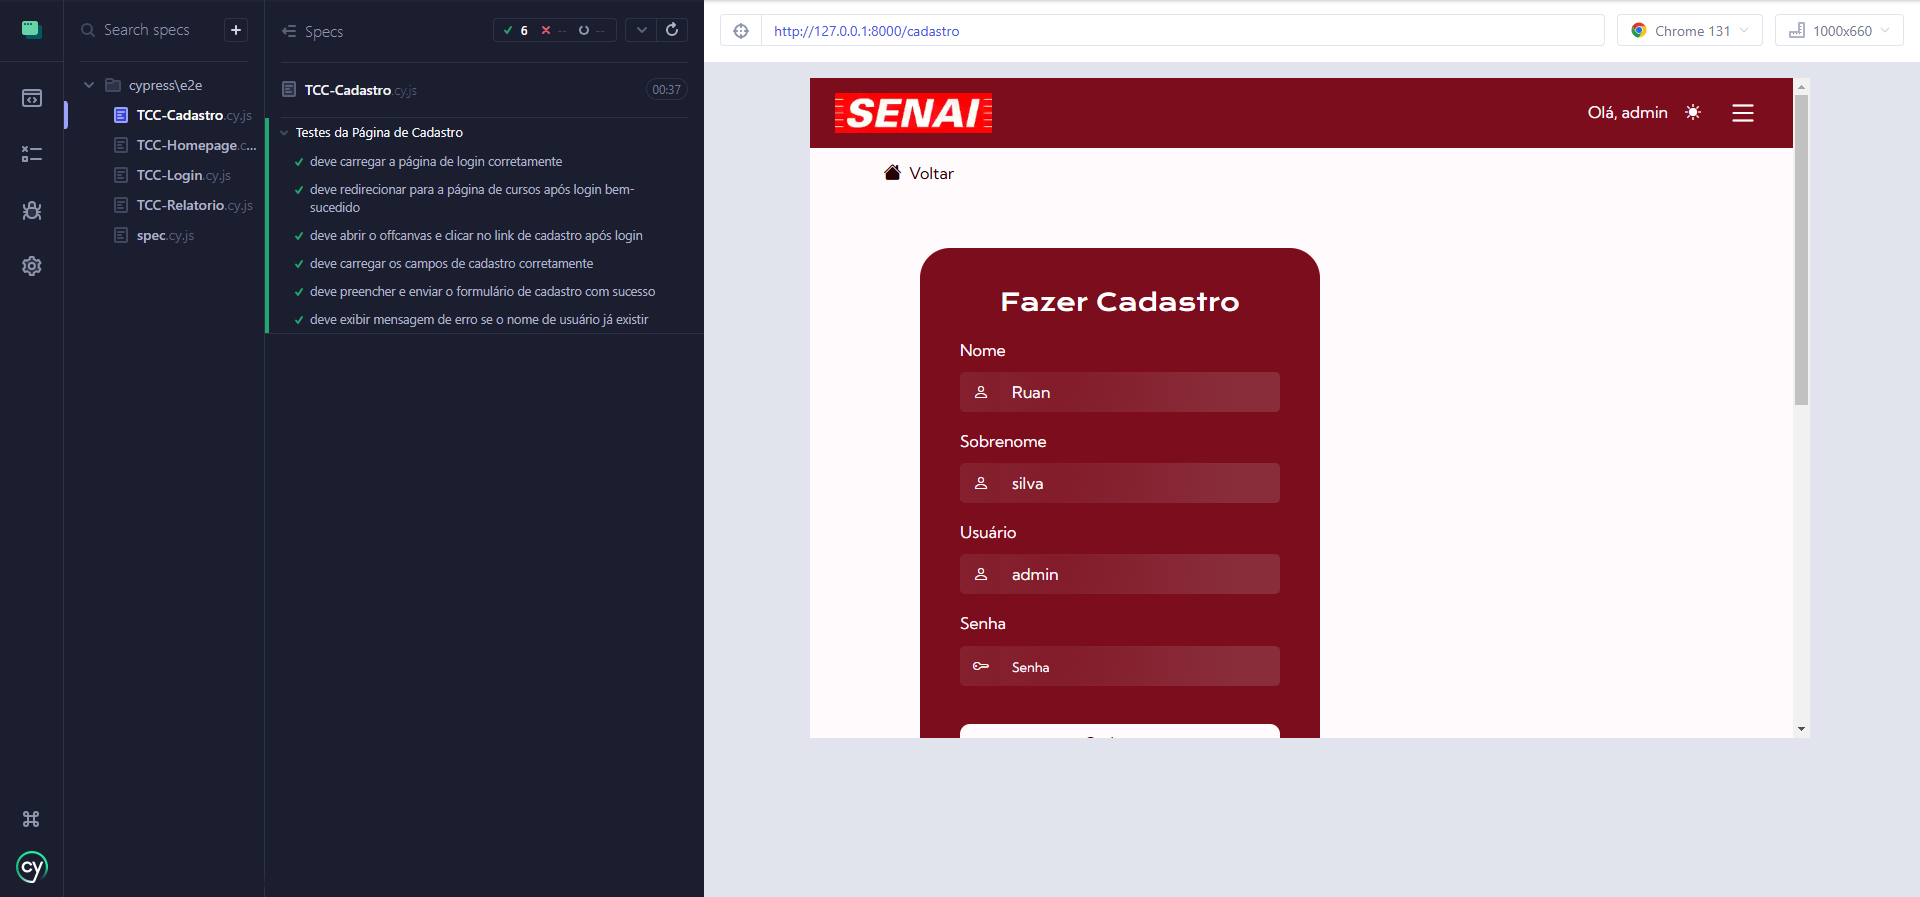 Search specs
+
cypress\e2e
TCC-Cadastro.cy.js
TCC-Homepage.c...
TCC-Login.cy.js
TCC-Relatorio.cy.js
spec.cy.js
cy
Specs
6 -- --
TCC-Cadastro.cy.js 00:37
Testes da Página de Cadastro
deve carregar a página de login corretamente
deve redirecionar para a página de cursos após login bem-
sucedido
deve abrir o offcanvas e clicar no link de cadastro após login
deve carregar os campos de cadastro corretamente
deve preencher e enviar o formulário de cadastro com sucesso
deve exibir mensagem de erro se o nome de usuário já existir
http://127.0.0.1:8000/cadastro
Chrome 131
1000x660
SENAI
Olá, admin
Voltar
Fazer Cadastro
Nome
Ruan
Sobrenome
silva
Usuário
admin
Senha
Senha